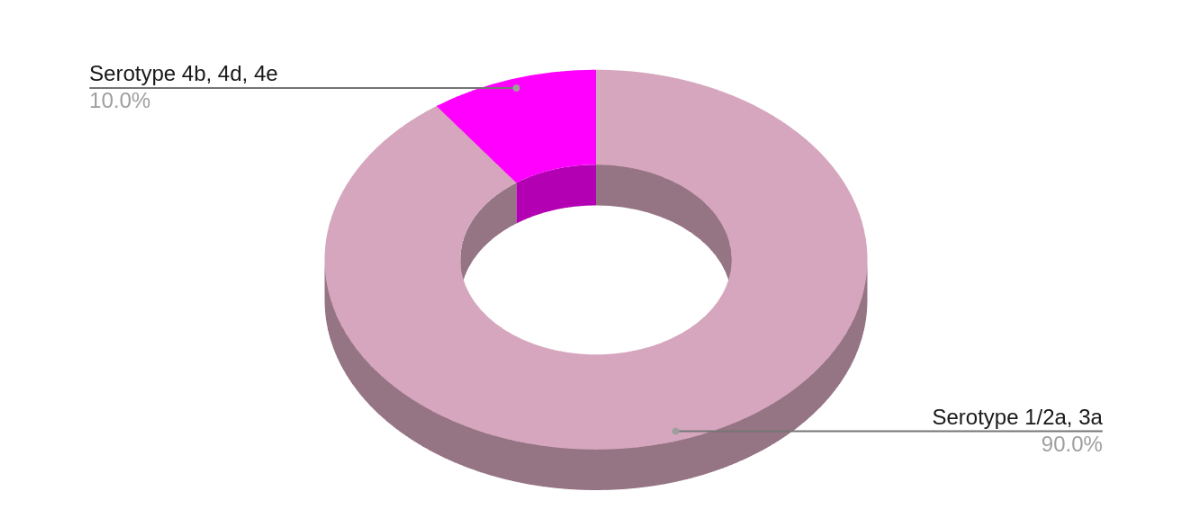 Serotype 4b, 4d, 4e
10.0%
Serotype 1/2a, 3a
90.0%